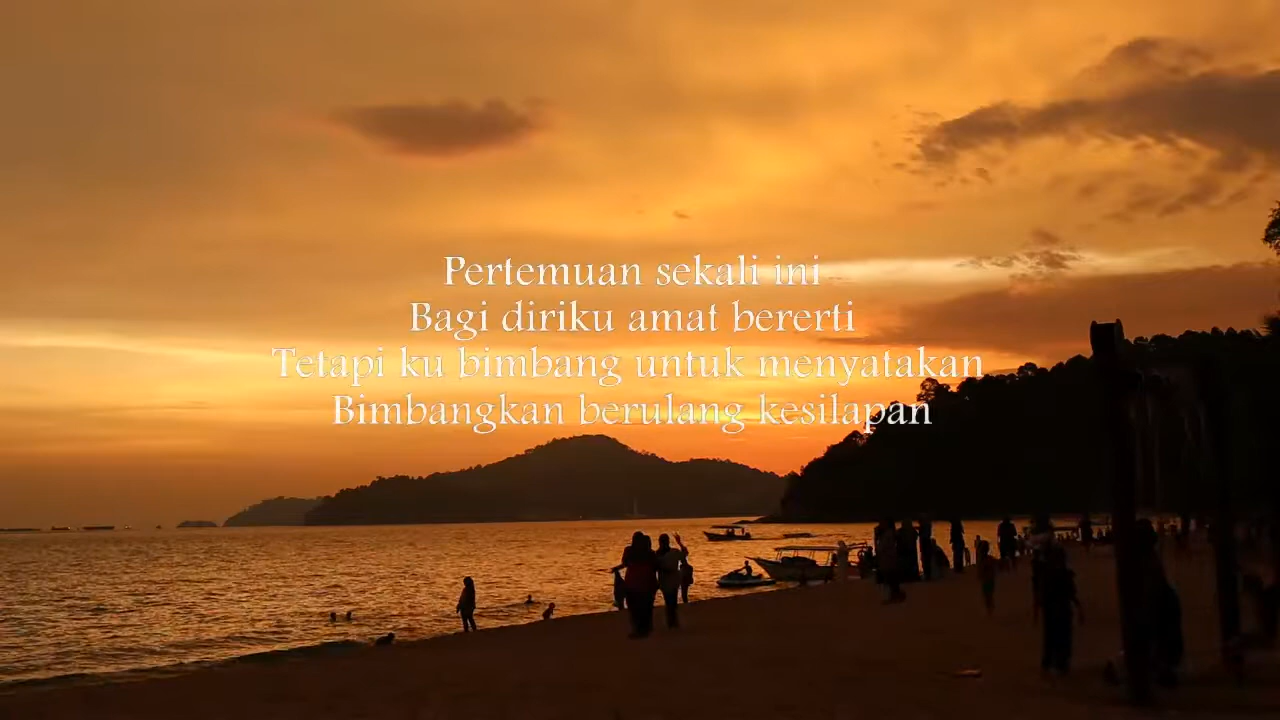 Pertemuan sekali ini
Bagi diriku amat bererti
Tetapi ku bimbang untuk menyatakan
Bimbangkan berulang kesilapan